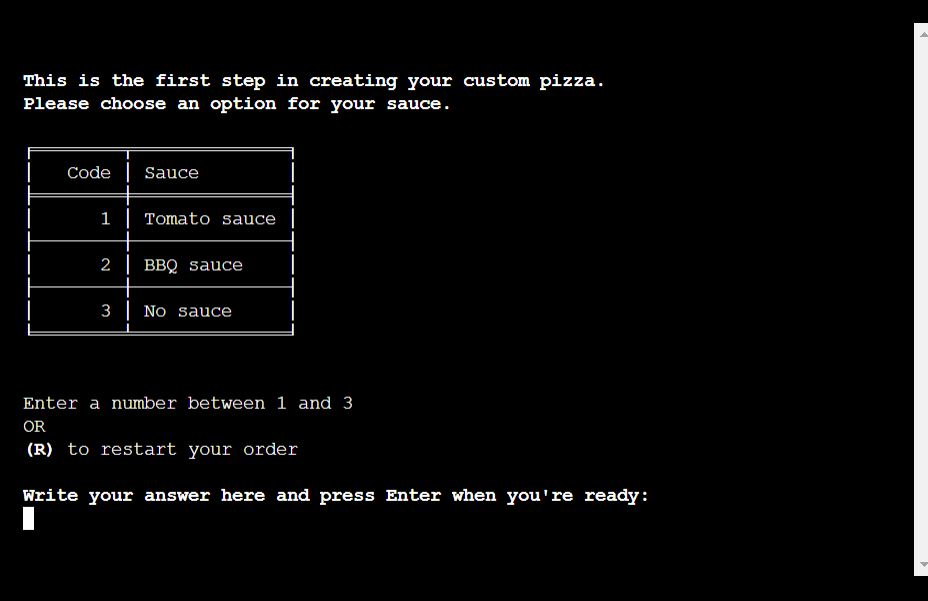 This is the first step in creating your custom pizza.
Please choose an option for your sauce.
Code Sauce
1 Tomato sauce
2 BBQ sauce
3 No sauce
Enter a number between 1 and 3
OR
(R) to restart your order
Write your answer here and press Enter when you're ready: